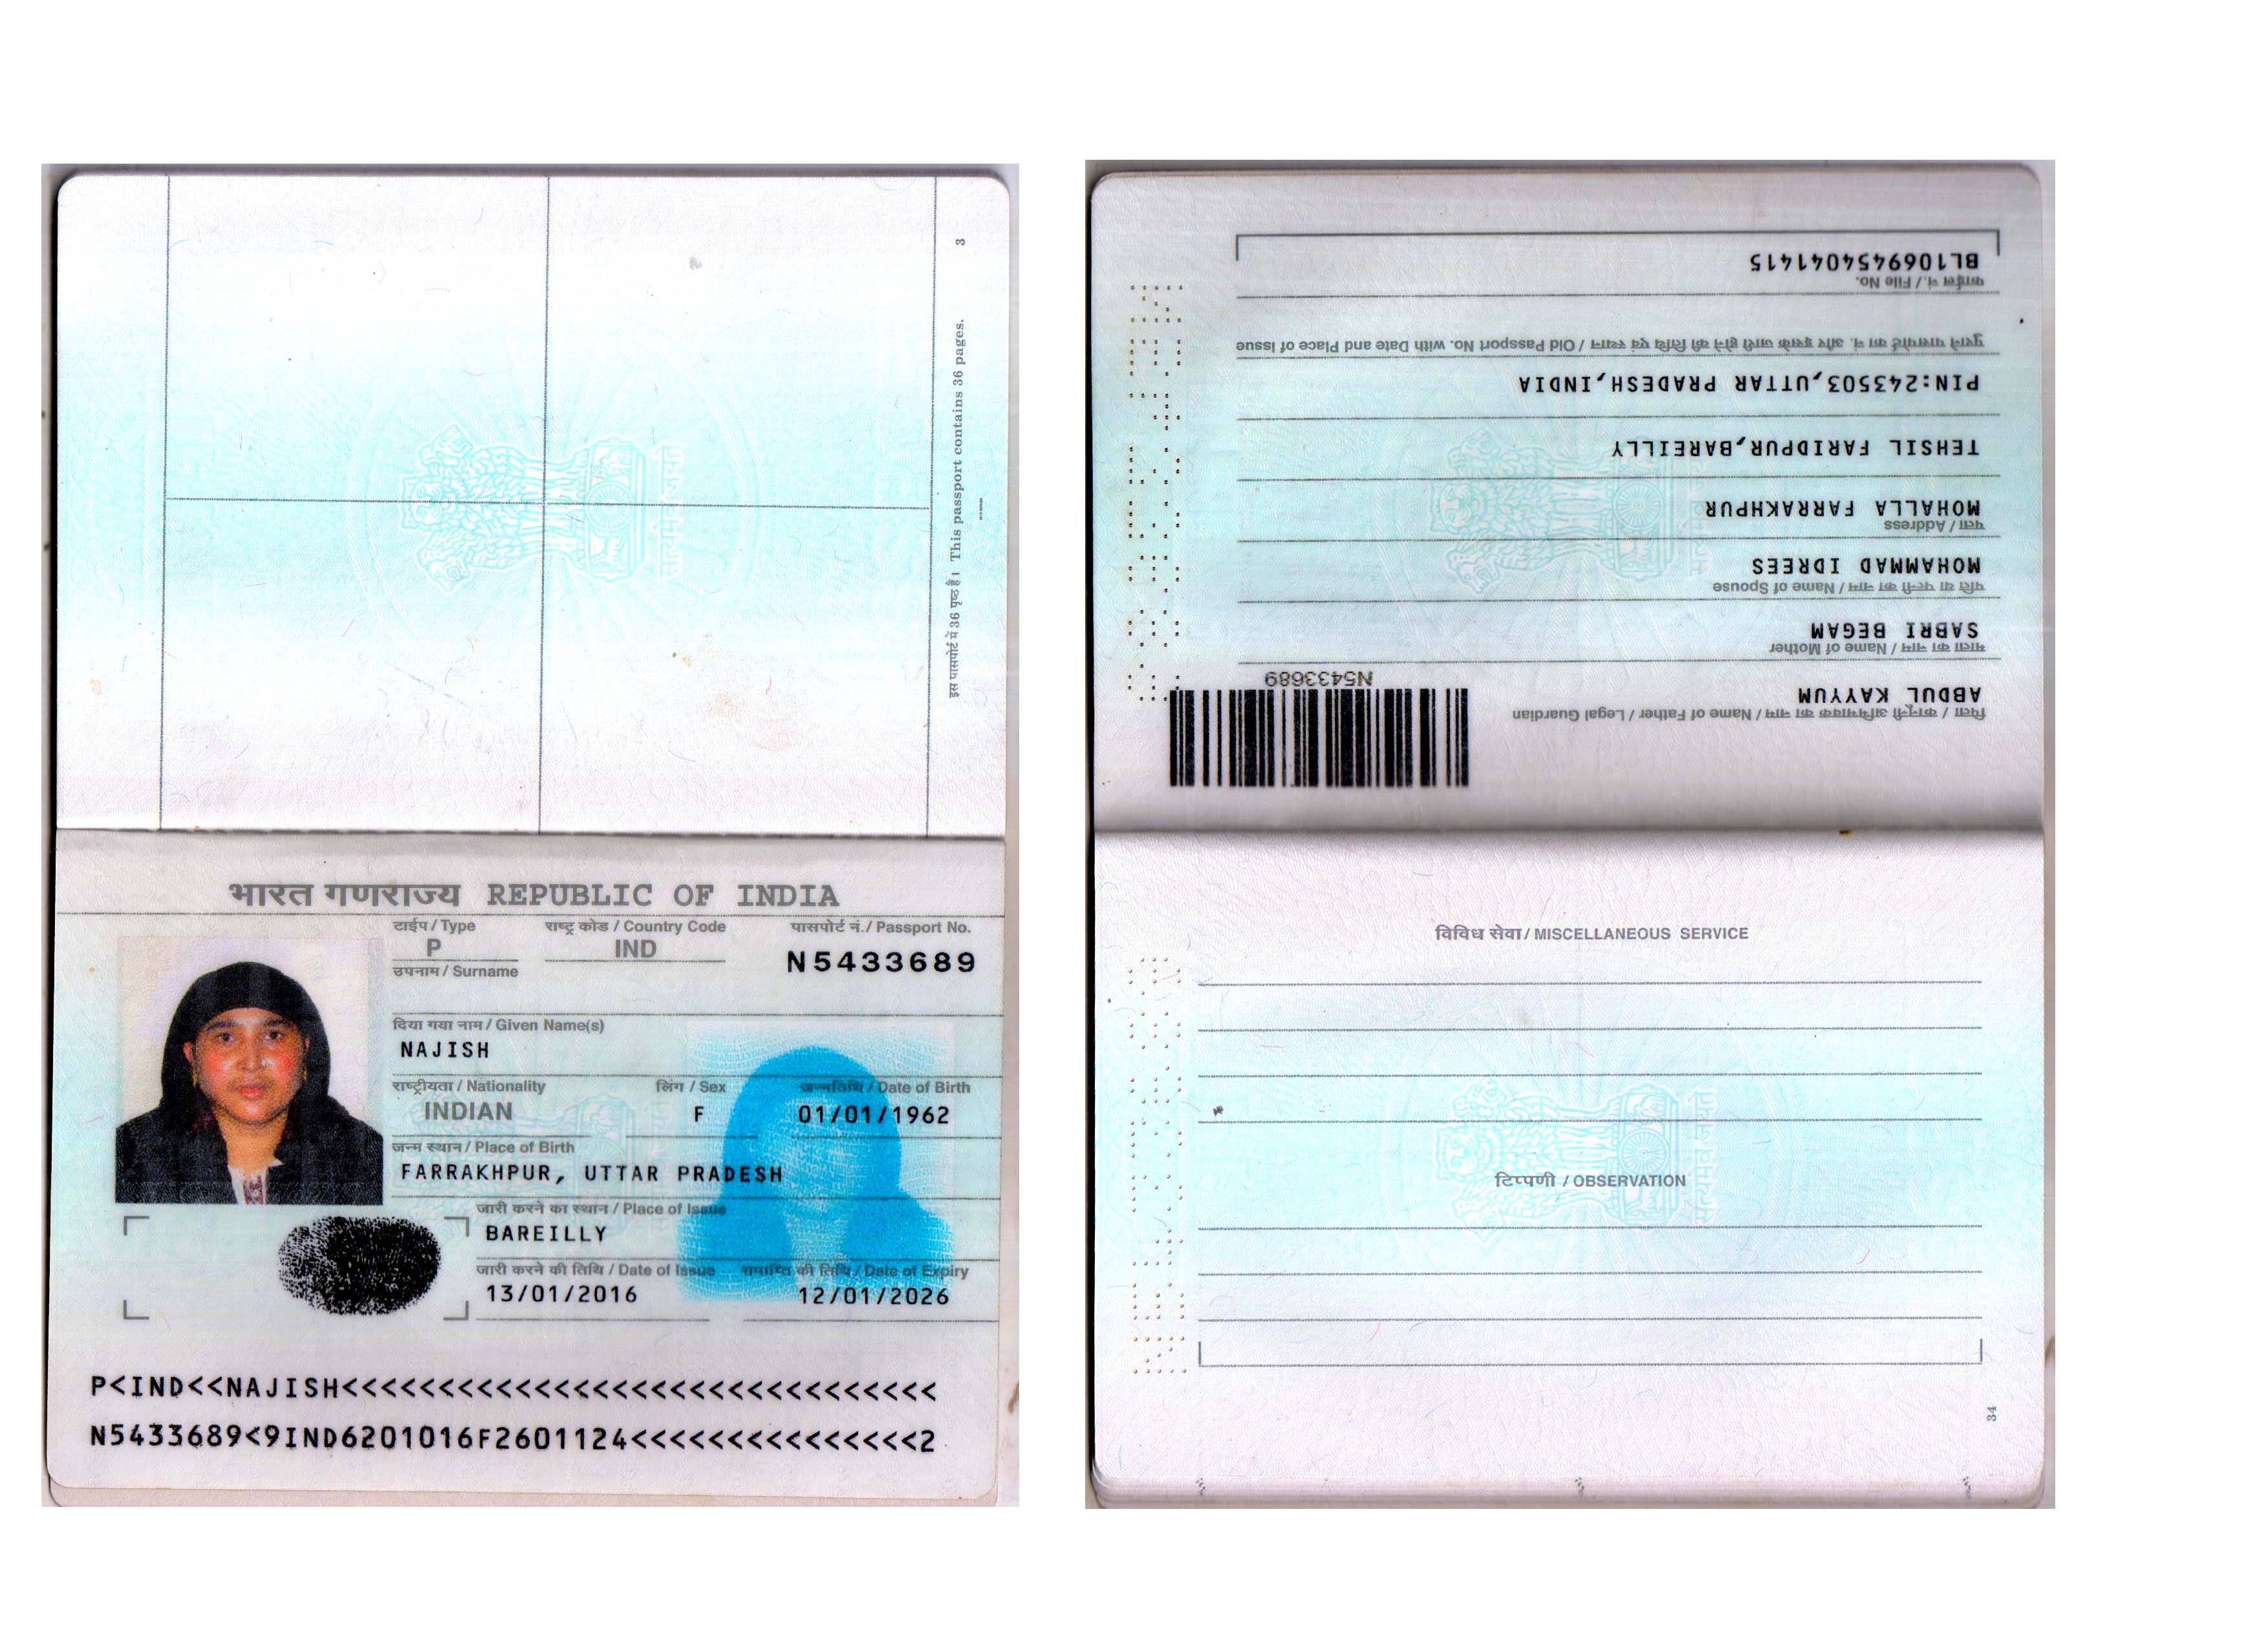 3
इस पासपोर्ट में 36 पृष्ठ हैं। This passport contains 36 pages.
भारत गणराज्य REPUBLIC OF INDIA
टाईप / Type
राष्ट्र कोड / Country Code
पासपोर्ट नं. / Passport No.
P
IND
N5433689
उपनाम / Surname
दिया गया नाम / Given Name(s)
NAJISH
राष्ट्रीयता / Nationality
लिंग / Sex
जन्मतिथि / Date of Birth
INDIAN
F
01/01/1962
जन्म स्थान / Place of Birth
FARRAKHPUR, UTTAR PRADESH
जारी करने का स्थान / Place of Issue
BAREILLY
जारी करने की तिथि / Date of Issue
समाप्ति की तिथि / Date of Expiry
13/01/2016
12/01/2026
P<IND<<NAJISH<<<<<<<<<<<<<<<<<<<<<<<<<<<<<<<
N5433689<9IND6201016F2601124<<<<<<<<<<<<<<<2
पिता / कानूनी अभिभावक का नाम / Name of Father / Legal Guardian
ABDUL KAYYUM
N5433689
माता का नाम / Name of Mother
SABRI BEGAM
पति या पत्नी का नाम / Name of Spouse
MOHAMMAD IDREES
पता / Address
MOHALLA FARRAKHPUR
TEHSIL FARIDPUR,BAREILLY
PIN:243503,UTTAR PRADESH,INDIA
पुराने पासपोर्ट का नं. और इसके जारी होने की तिथि एवं स्थान / Old Passport No. with Date and Place of Issue
फाईल नं. / File No.
BL1069454041415
विविध सेवा / MISCELLANEOUS SERVICE
टिप्पणी / OBSERVATION
34